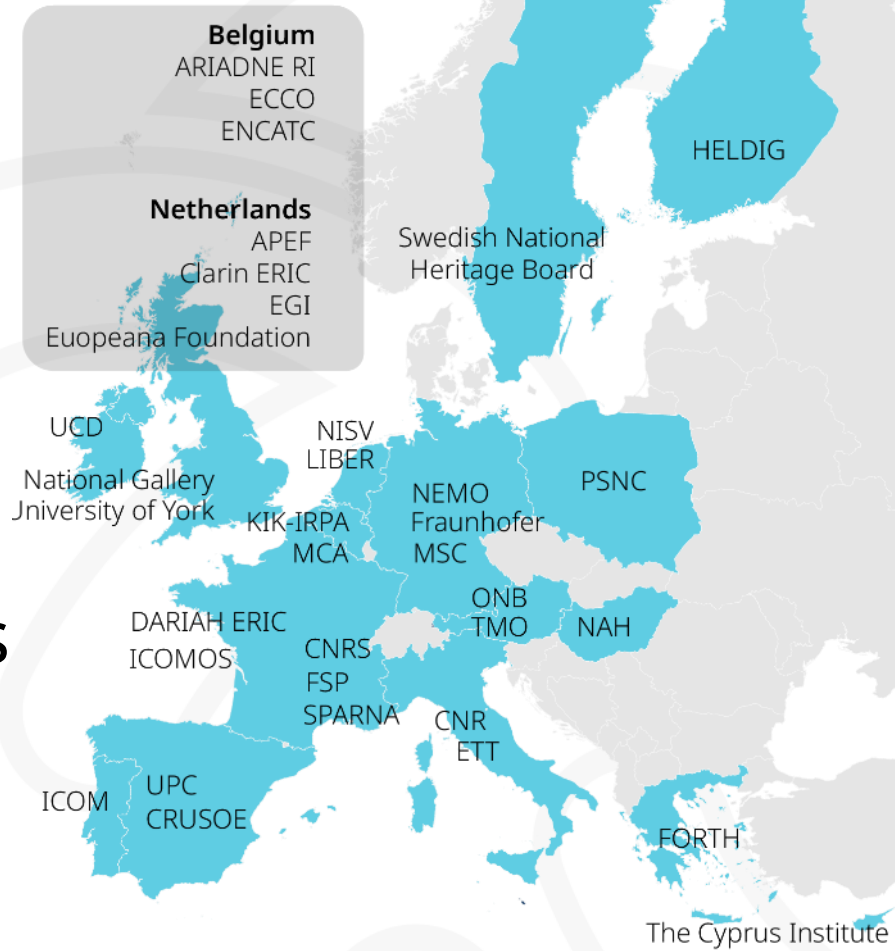 Belgium
ARIADNE RI
ECCO
ENCATC
Netherlands
APEF
Clarin ERIC
EGI
Euopeana Foundation
HELDIG
Swedish National
Heritage Board
UCD
National Gallery
University of York
NISV
LIBER
KIK-IRPA
MCA
NEMO
Fraunhofer
MSC
PSNC
ONB
TMO
NAH
DARIAH ERIC
ICOMOS
CNRS
FSP
SPARNA
CNR
ETT
ICOM
UPC
CRUSOE
FORTH
The Cyprus Institute